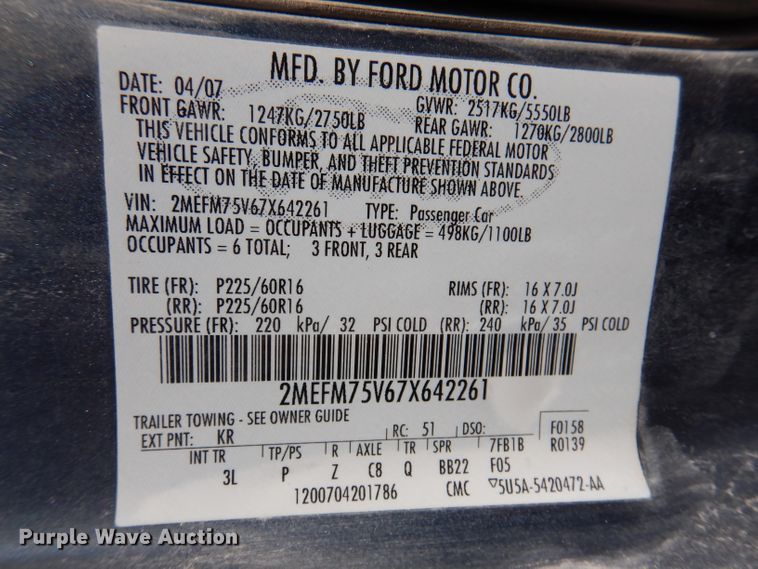 MFD. BY FORD MOTOR CO.
DATE: 04/07 GVWR: 2517KG/5550LB
FRONT GAWR: 1247KG/2750LB REAR GAWR: 1270KG/2800LB
THIS VEHICLE CONFORMS TO ALL APPLICABLE FEDERAL MOTOR
VEHICLE SAFETY, BUMPER, AND THEFT PREVENTION STANDARDS
IN EFFECT ON THE DATE OF MANUFACTURE SHOWN ABOVE.
VIN: 2MEFM75V67X642261 TYPE: Passenger Car
MAXIMUM LOAD = OCCUPANTS + LUGGAGE = 498KG/1100LB
OCCUPANTS = 6 TOTAL; 3 FRONT, 3 REAR
TIRE (FR): P225/60R16 RIMS (FR): 16 X 7.0J
(RR): P225/60R16 (RR): 16 X 7.0J
PRESSURE (FR): 220 kPa/ 32 PSI COLD (RR): 240 kPa/ 35 PSI COLD
2MEFM75V67X642261
TRAILER TOWING - SEE OWNER GUIDE
EXT PNT: KR RC: 51 DSO: F0158
INT TR TP/PS R AXLE TR SPR 7FB1B R0139
3L P Z C8 Q BB22 F05
1200704201786 CMC ▽5U5A-5420472-AA
Purple Wave Auction